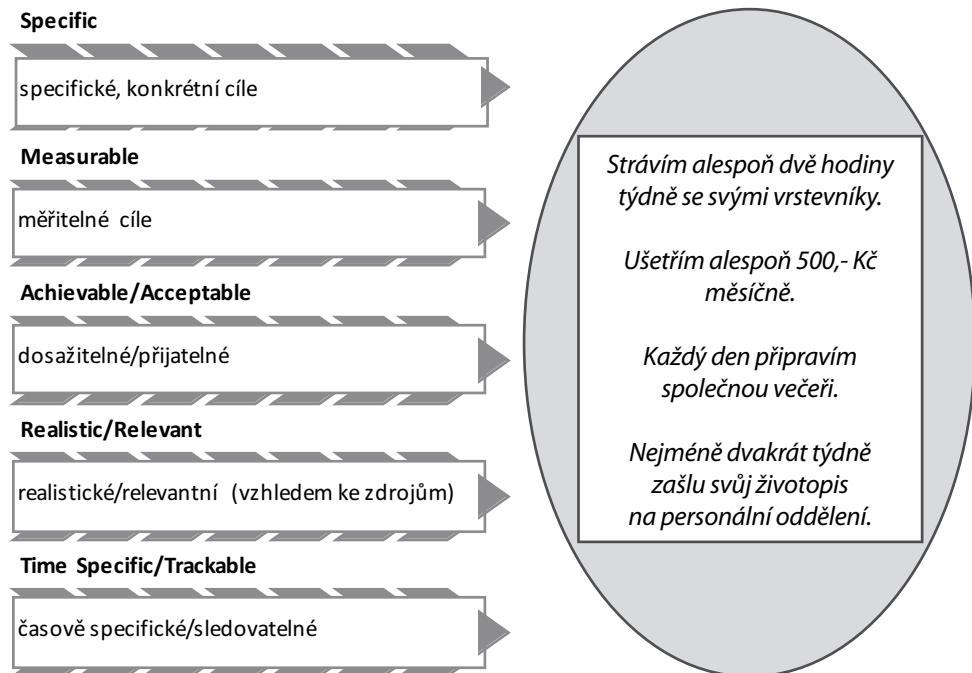 Specific
specifické, konkrétní cíle
Measurable
měřitelné cíle
Achievable/Acceptable
dosažitelné/přijatelné
Realistic/Relevant
realistické/relevantní (vzhledem ke zdrojům)
Time Specific/Trackable
časově specifické/sledovatelné
Strávím alespoň dvě hodiny
týdně se svými vrstevníky.
Ušetřím alespoň 500,- Kč
měsíčně.
Každý den připravím
společnou večeři.
Nejméně dvakrát týdně
zašlu svůj životopis
na personální oddělení.